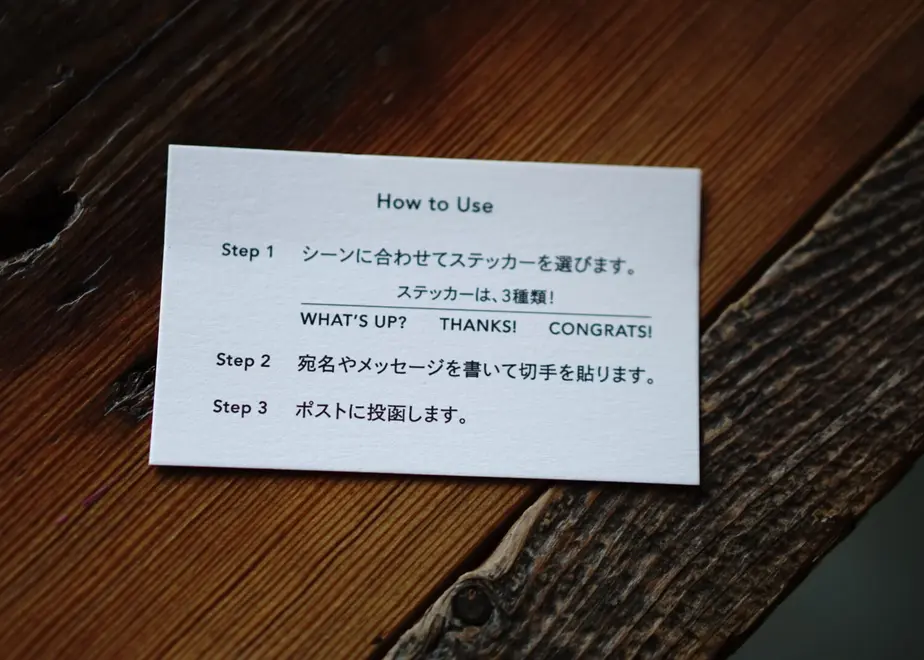 How to Use
Step 1 シーンに合わせてステッカーを選びます。
ステッカーは、3種類!
WHAT'S UP? THANKS! CONGRATS!
Step 2 宛名やメッセージを書いて切手を貼ります。
Step 3 ポストに投函します。